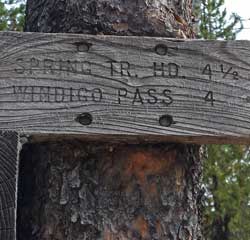 SPRING TR. HD. 4½
WINDIGO PASS 4